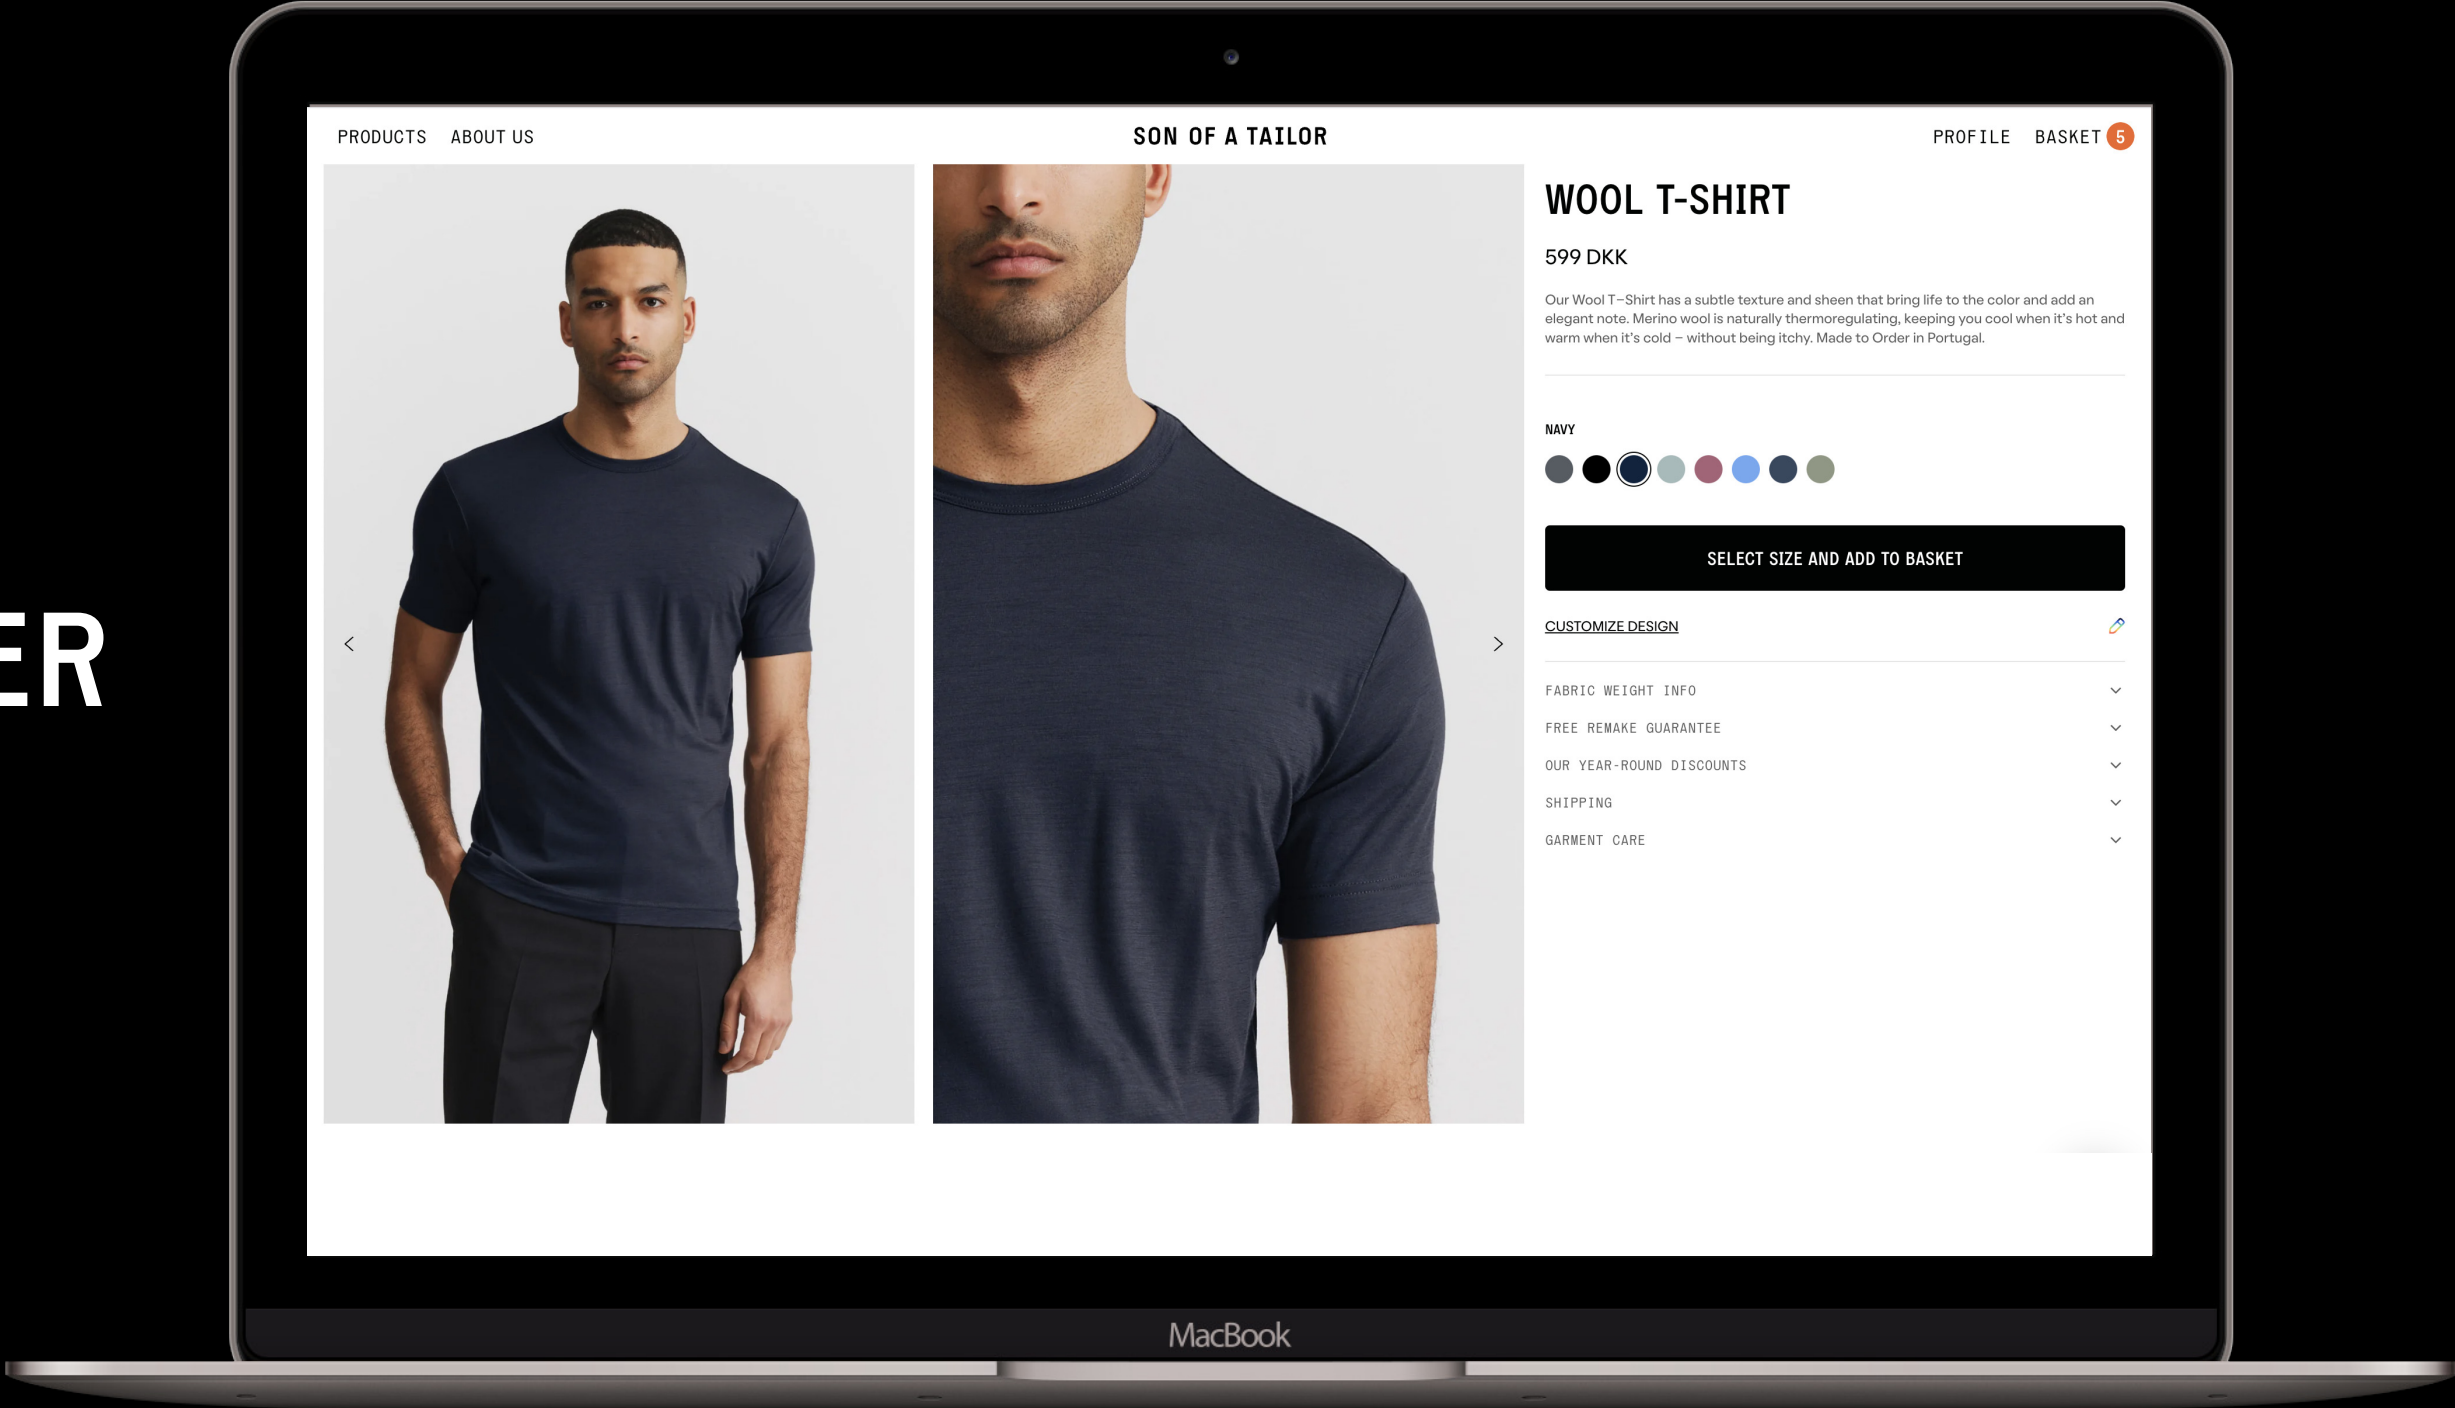 ER
PRODUCTS ABOUT US
SON OF A TAILOR
PROFILE BASKET 5
WOOL T-SHIRT
599 DKK
Our Wool T-Shirt has a subtle texture and sheen that bring life to the color and add an
elegant note. Merino wool is naturally thermoregulating, keeping you cool when it's hot and
warm when it's cold – without being itchy. Made to Order in Portugal.
NAVY
SELECT SIZE AND ADD TO BASKET
CUSTOMIZE DESIGN
FABRIC WEIGHT INFO
FREE REMAKE GUARANTEE
OUR YEAR-ROUND DISCOUNTS
SHIPPING
GARMENT CARE
MacBook